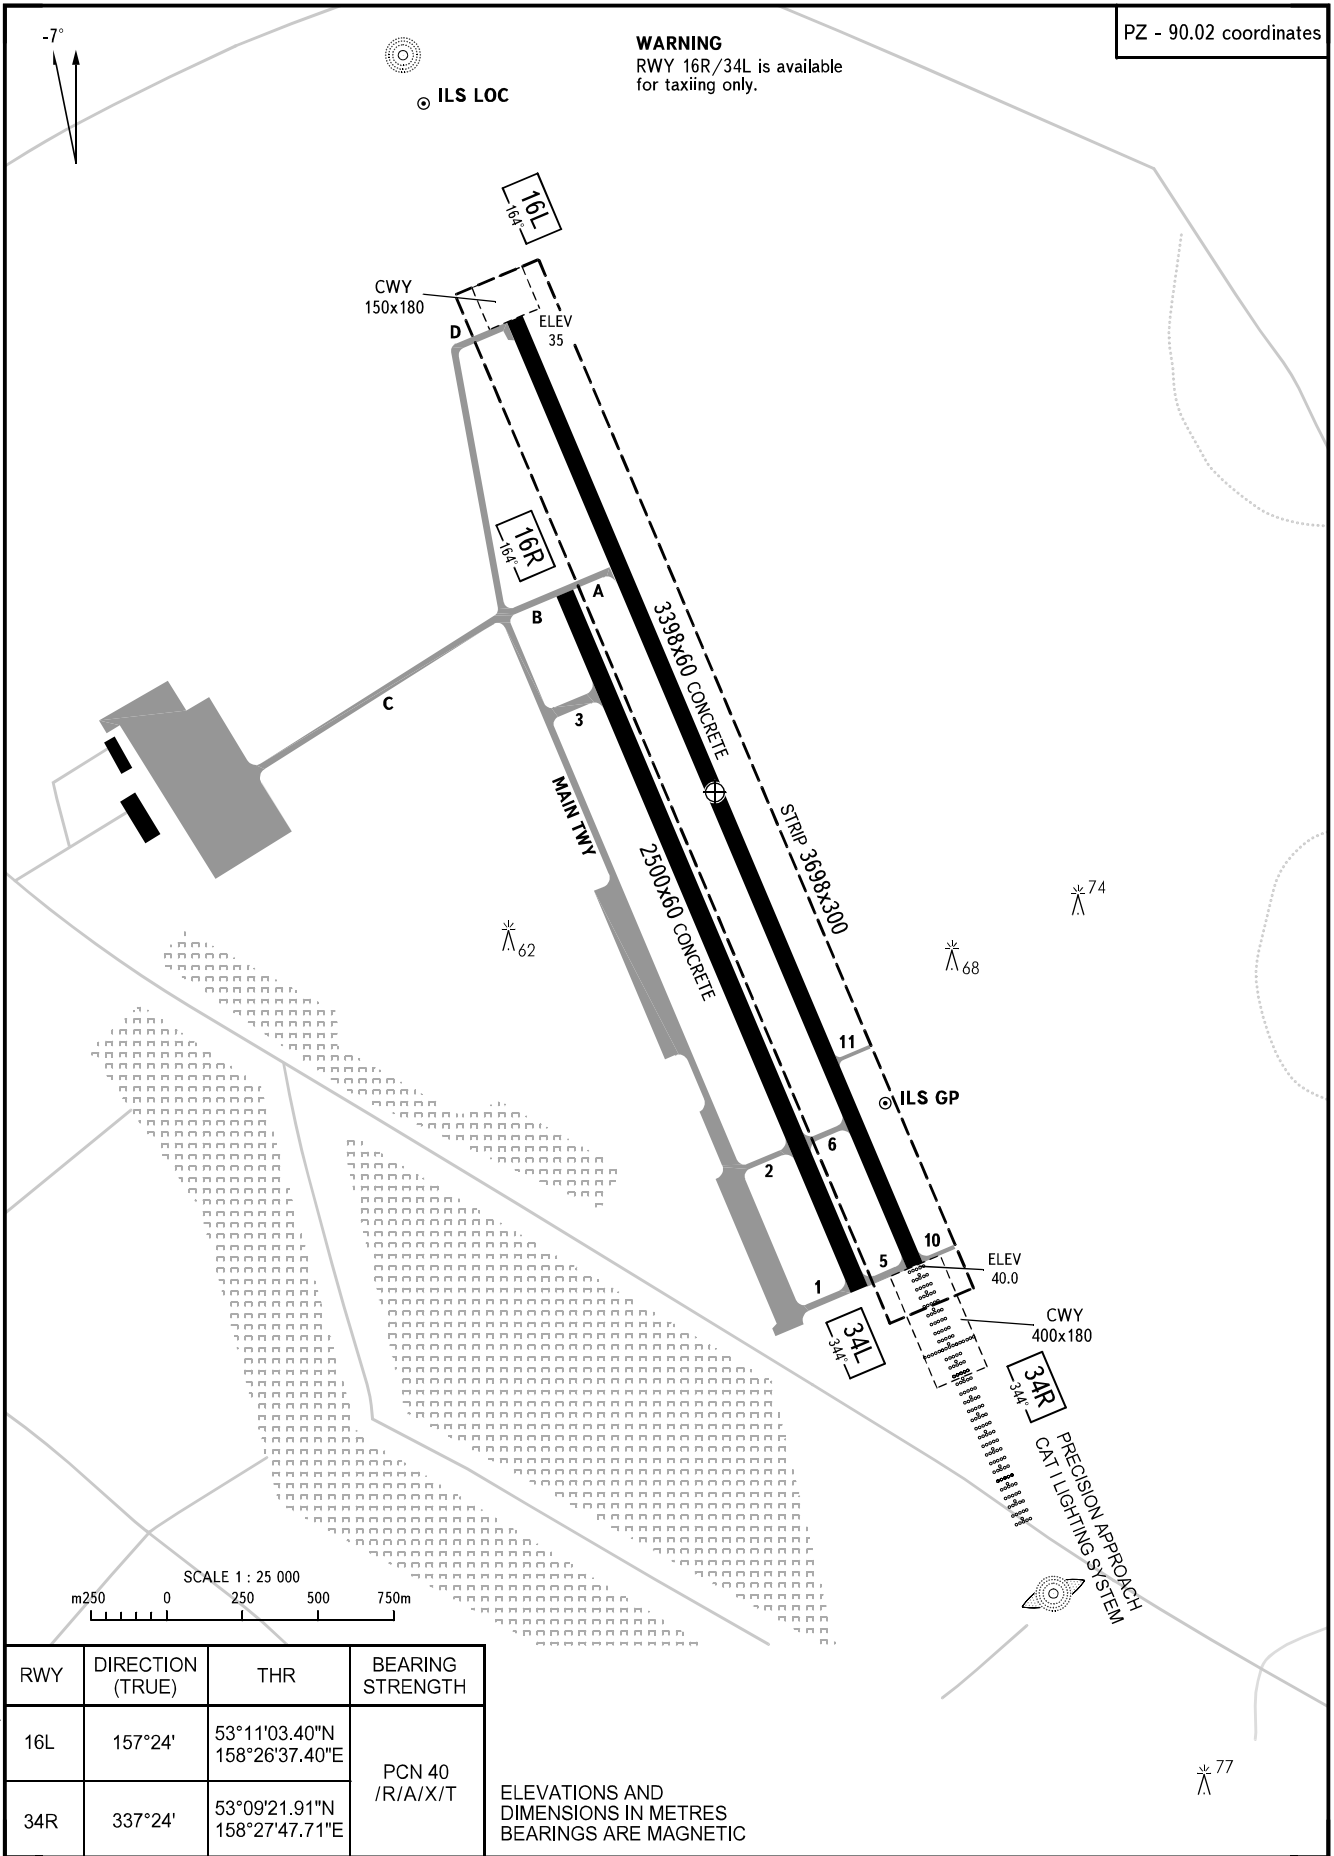 -7°
WARNING
RWY 16R/34L is available
for taxiing only.
PZ - 90.02 coordinates
ILS LOC
16L
164°
CWY
150x180
D
ELEV
35
16R
164°
A
B
3398x60 CONCRETE
C
3
MAIN TWY
2500x60 CONCRETE
STRIP 3698x300
74
62
68
11
ILS GP
6
2
10
5
ELEV
40.0
1
CWY
400x180
34L
344°
34R
344°
PRECISION APPROACH
CAT I LIGHTING SYSTEM
SCALE 1 : 25 000
m250 0 250 500 750m
RWY
DIRECTION
(TRUE)
THR
BEARING
STRENGTH
16L
157°24'
53°11'03.40"N
158°26'37.40"E
PCN 40
/R/A/X/T
34R
337°24'
53°09'21.91"N
158°27'47.71"E
77
ELEVATIONS AND
DIMENSIONS IN METRES
BEARINGS ARE MAGNETIC